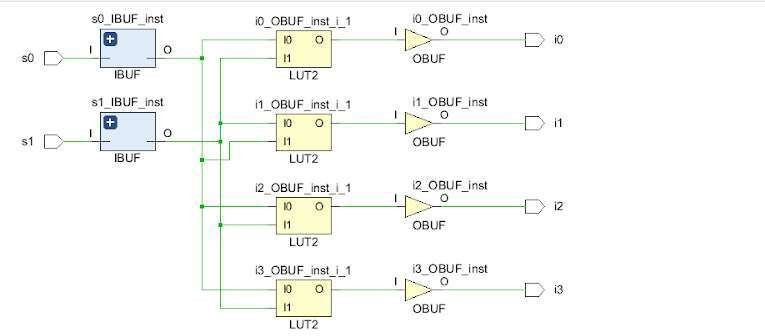 s0_IBUF_inst i0_OBUF_inst_i_1 i0_OBUF_inst
s0 I O I0 O I O i0
I1
IBUF LUT2 OBUF
s1_IBUF_inst i1_OBUF_inst_i_1 i1_OBUF_inst
s1 I O I0 O I O i1
I1
IBUF LUT2 OBUF
i2_OBUF_inst_i_1 i2_OBUF_inst
I0 O I O i2
I1
LUT2 OBUF
i3_OBUF_inst_i_1 i3_OBUF_inst
I0 O I O i3
I1
LUT2 OBUF